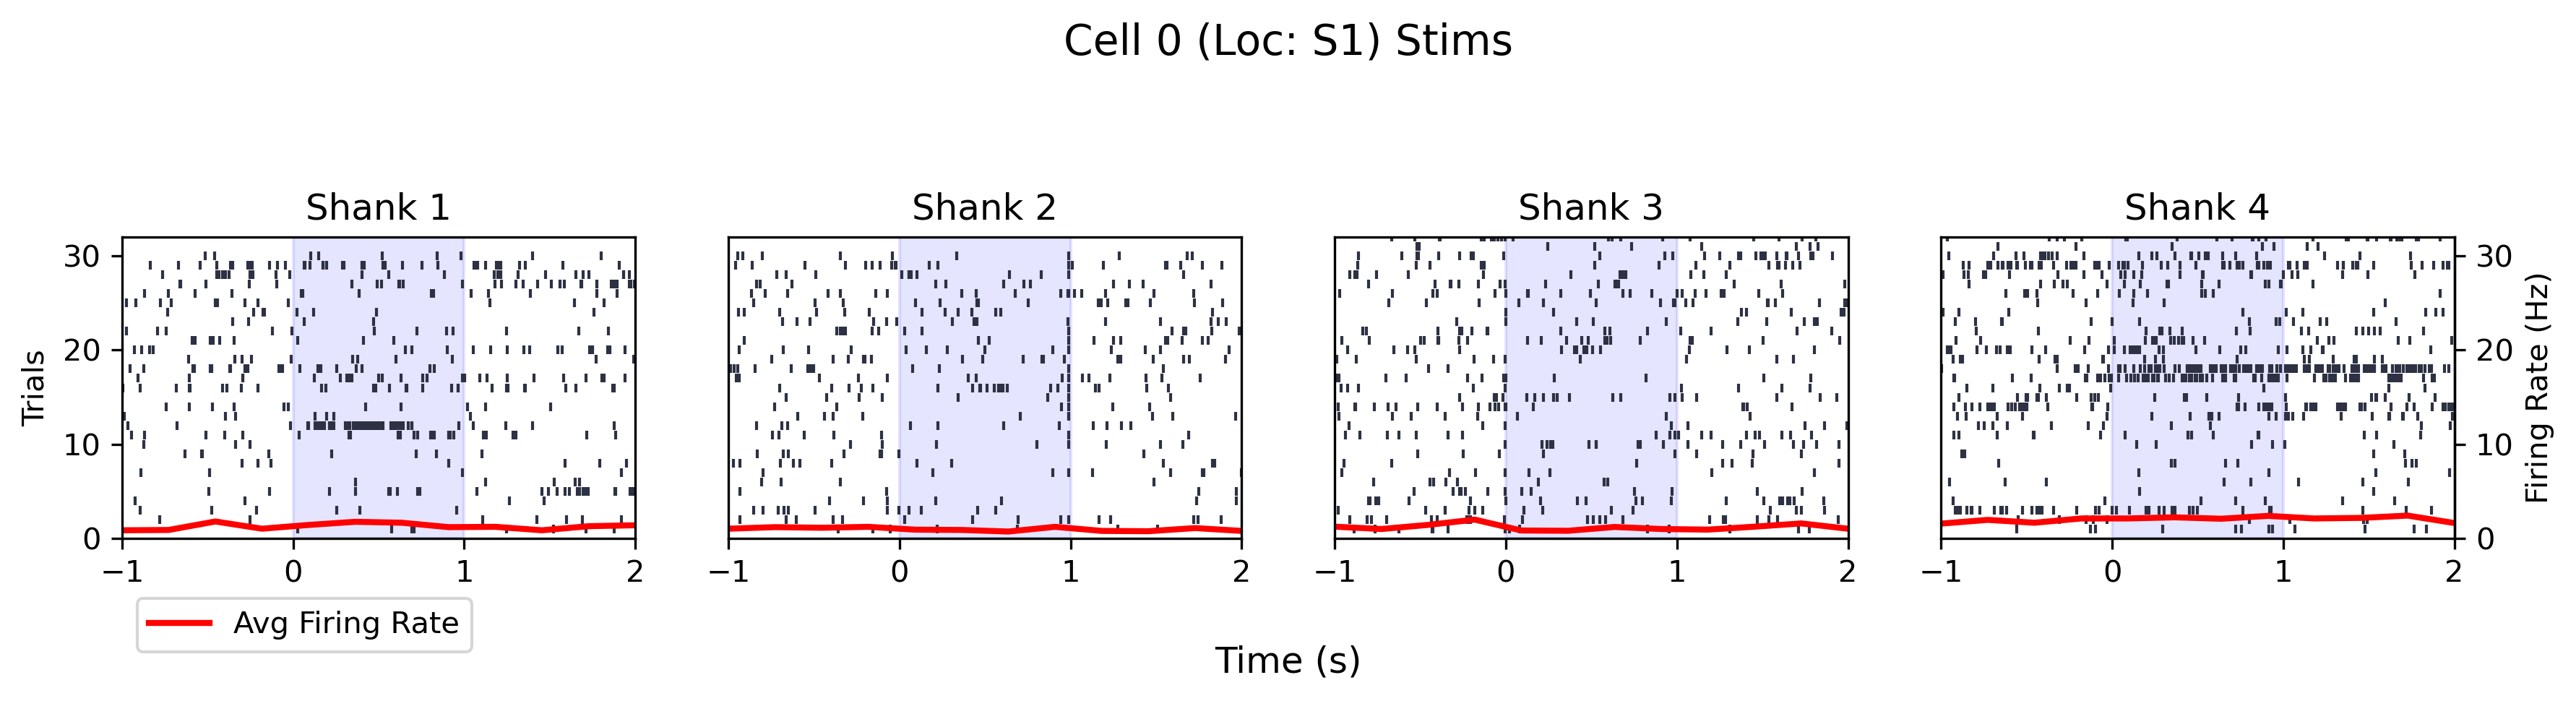 Cell 0 (Loc: S1) Stims
Shank 1
Shank 2
Shank 3
Shank 4
Trials
30
20
10
0
−1 0 1 2
−1 0 1 2
−1 0 1 2
−1 0 1 2
30
20
10
0
Firing Rate (Hz)
Avg Firing Rate
Time (s)